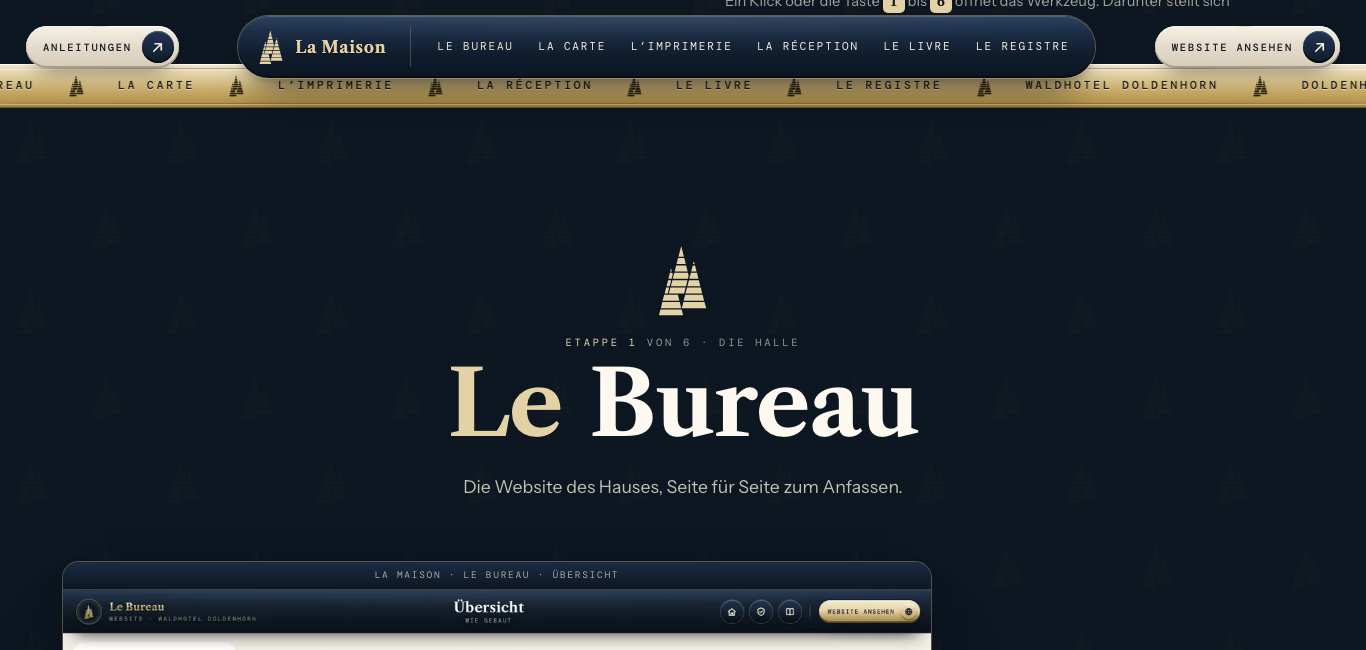 Ein Klick oder die Taste 1 bis 6 öffnet das Werkzeug. Darunter stellt sich
ANLEITUNGEN
La Maison
LE BUREAU LA CARTE L’IMPRIMERIE LA RÉCEPTION LE LIVRE LE REGISTRE
WEBSITE ANSEHEN
LA CARTE L’IMPRIMERIE LA RÉCEPTION LE LIVRE LE REGISTRE WALDHOTEL DOLDENHORN
ETAPPE 1 VON 6 · DIE HALLE
Le Bureau
Die Website des Hauses, Seite für Seite zum Anfassen.
LA MAISON · LE BUREAU · ÜBERSICHT
Le Bureau
WEBSITE · WALDHOTEL DOLDENHORN
Übersicht
WIE GEBAUT
WEBSITE ANSEHEN